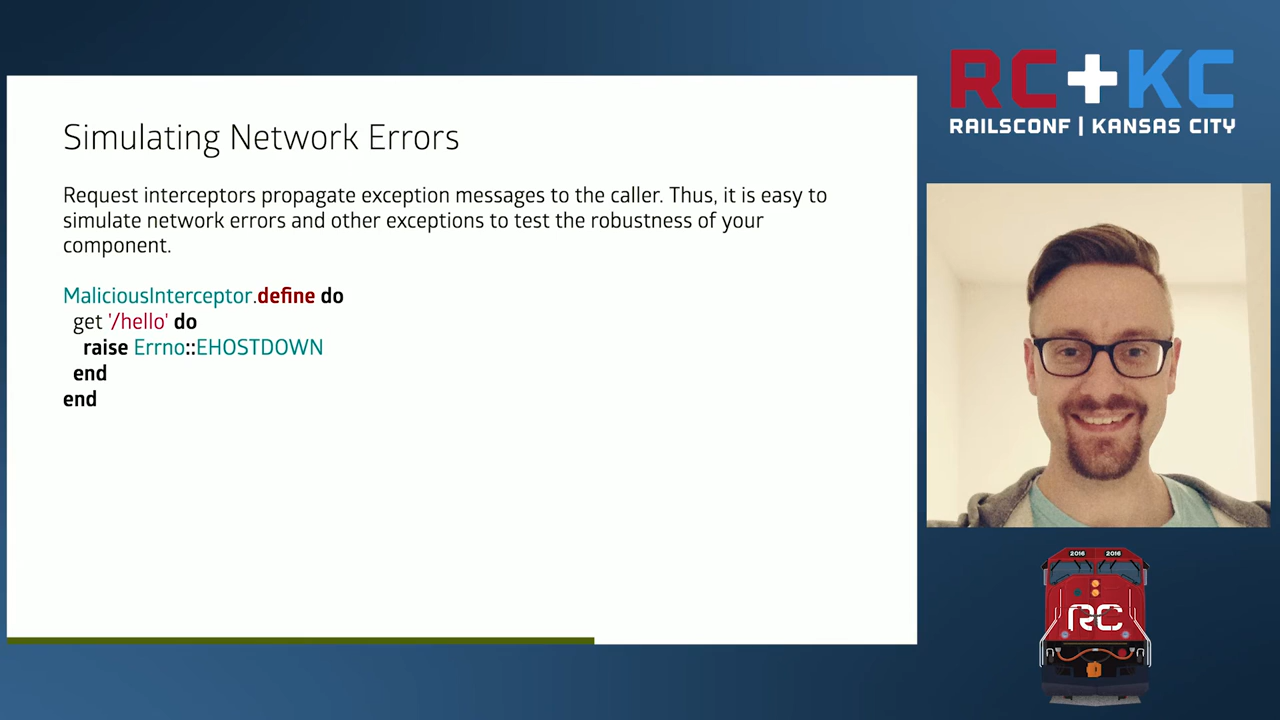 Simulating Network Errors
Request interceptors propagate exception messages to the caller. Thus, it is easy to
simulate network errors and other exceptions to test the robustness of your
component.
MaliciousInterceptor.define do
get '/hello' do
raise Errno::EHOSTDOWN
end
end
RC+KC
RAILSCONF | KANSAS CITY
2016 2016
RC